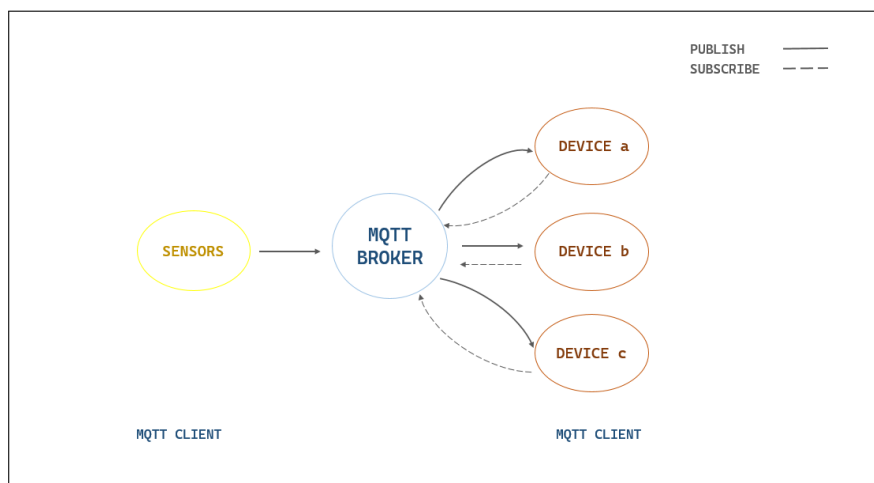 PUBLISH
SUBSCRIBE
DEVICE a
MQTT
BROKER
SENSORS
DEVICE b
DEVICE c
MQTT CLIENT
MQTT CLIENT